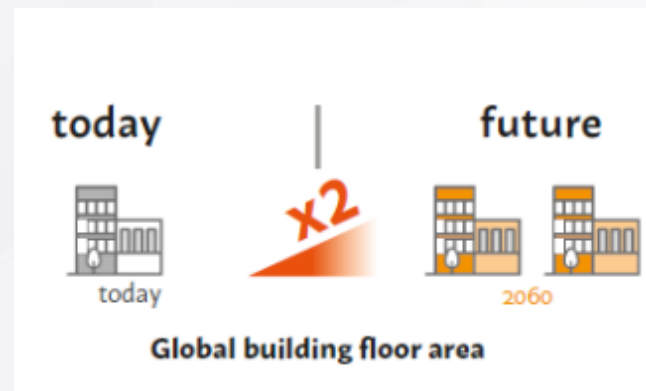 today
future
x2
today
2060
Global building floor area